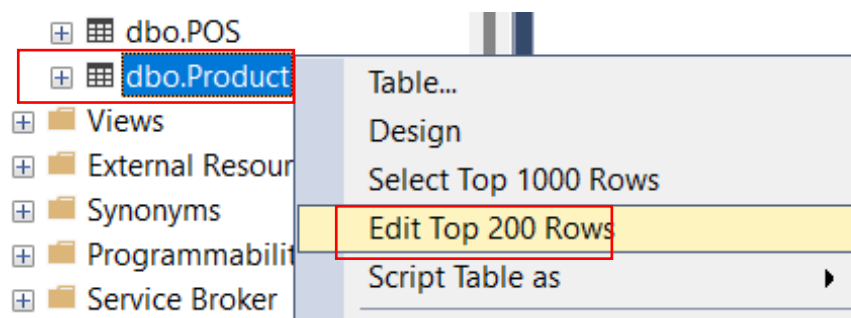 dbo.POS
dbo.Product
Views
External Resour
Synonyms
Programmabilit
Service Broker
Table...
Design
Select Top 1000 Rows
Edit Top 200 Rows
Script Table as